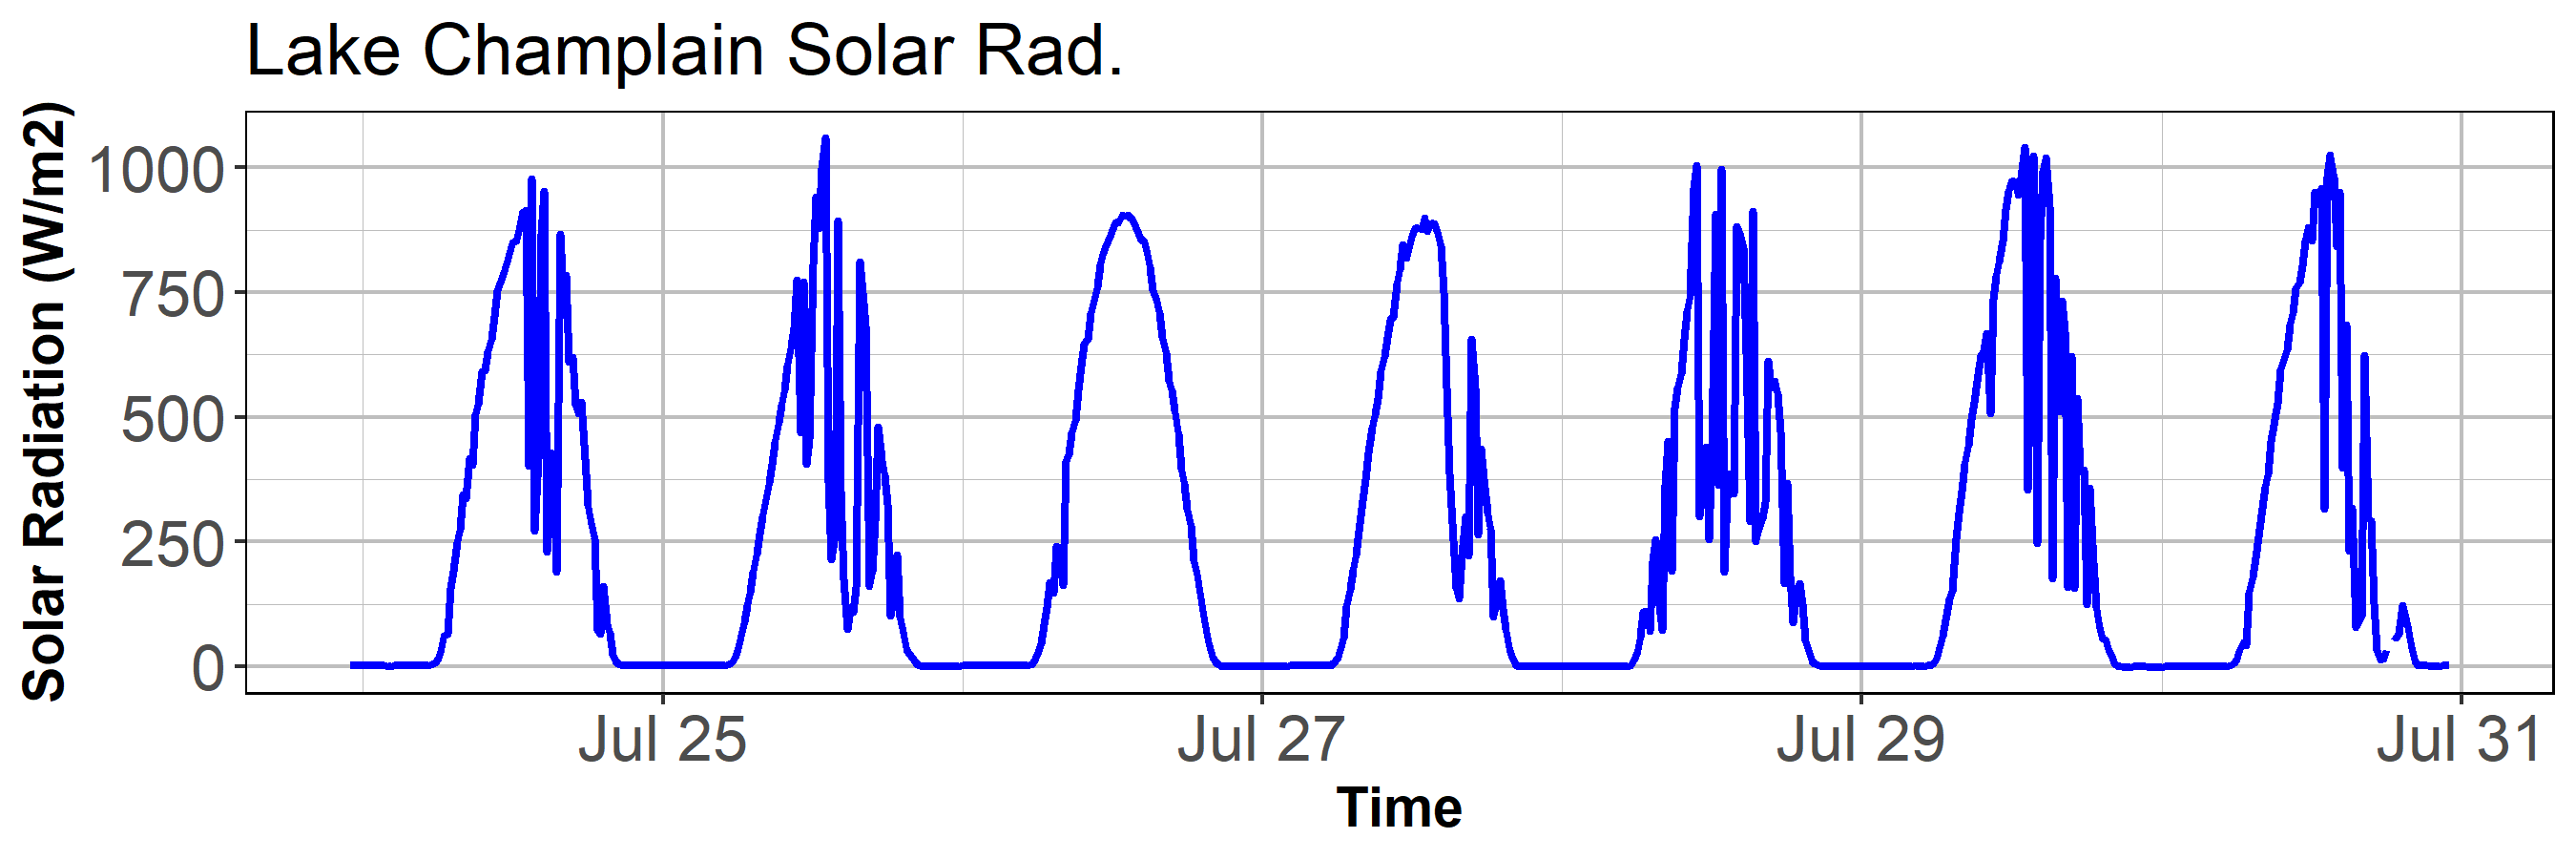 Lake Champlain Solar Rad.
Solar Radiation (W/m2)
1000
750
500
250
0
Jul 25 Jul 27 Jul 29 Jul 31
Time